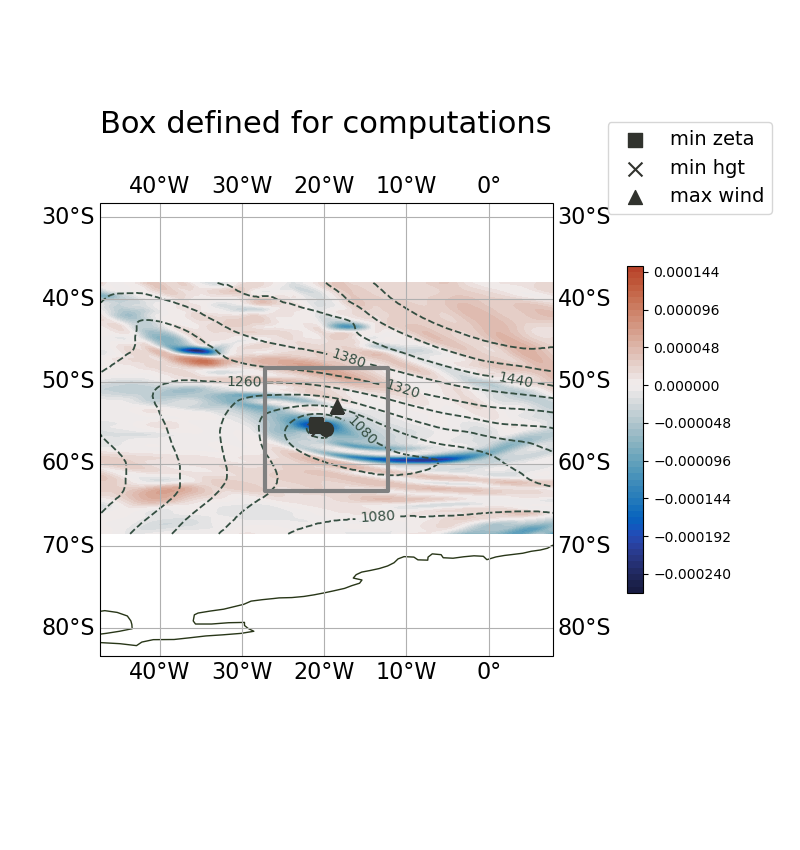 Box defined for computations
min zeta
min hgt
max wind
40°W 30°W 20°W 10°W 0°
30°S 30°S
40°S
50°S
60°S
70°S 70°S
80°S 80°S
40°W 30°W 20°W 10°W 0°
1380
1440
1260
1320
1080
1080
0.000144
0.000096
0.000048
0.000000
−0.000048
−0.000096
−0.000144
−0.000192
−0.000240
40°S
50°S
60°S